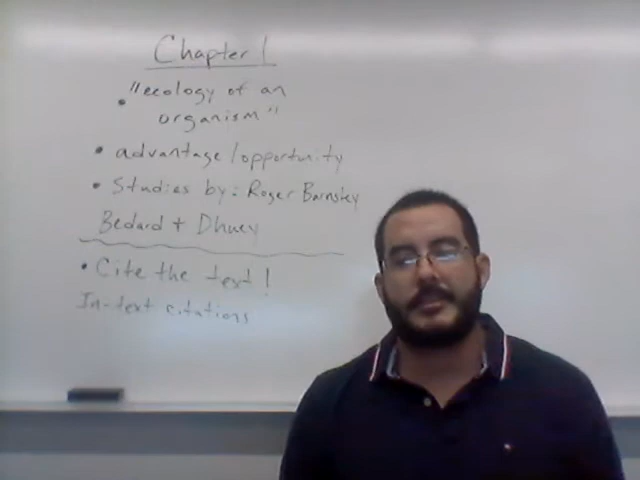 Chapter 1
• "ecology of an
organism"
• advantage/opportunity
• Studies by: Roger Barnsley
Bedard + Dhuey
• Cite the text!
In-text citations